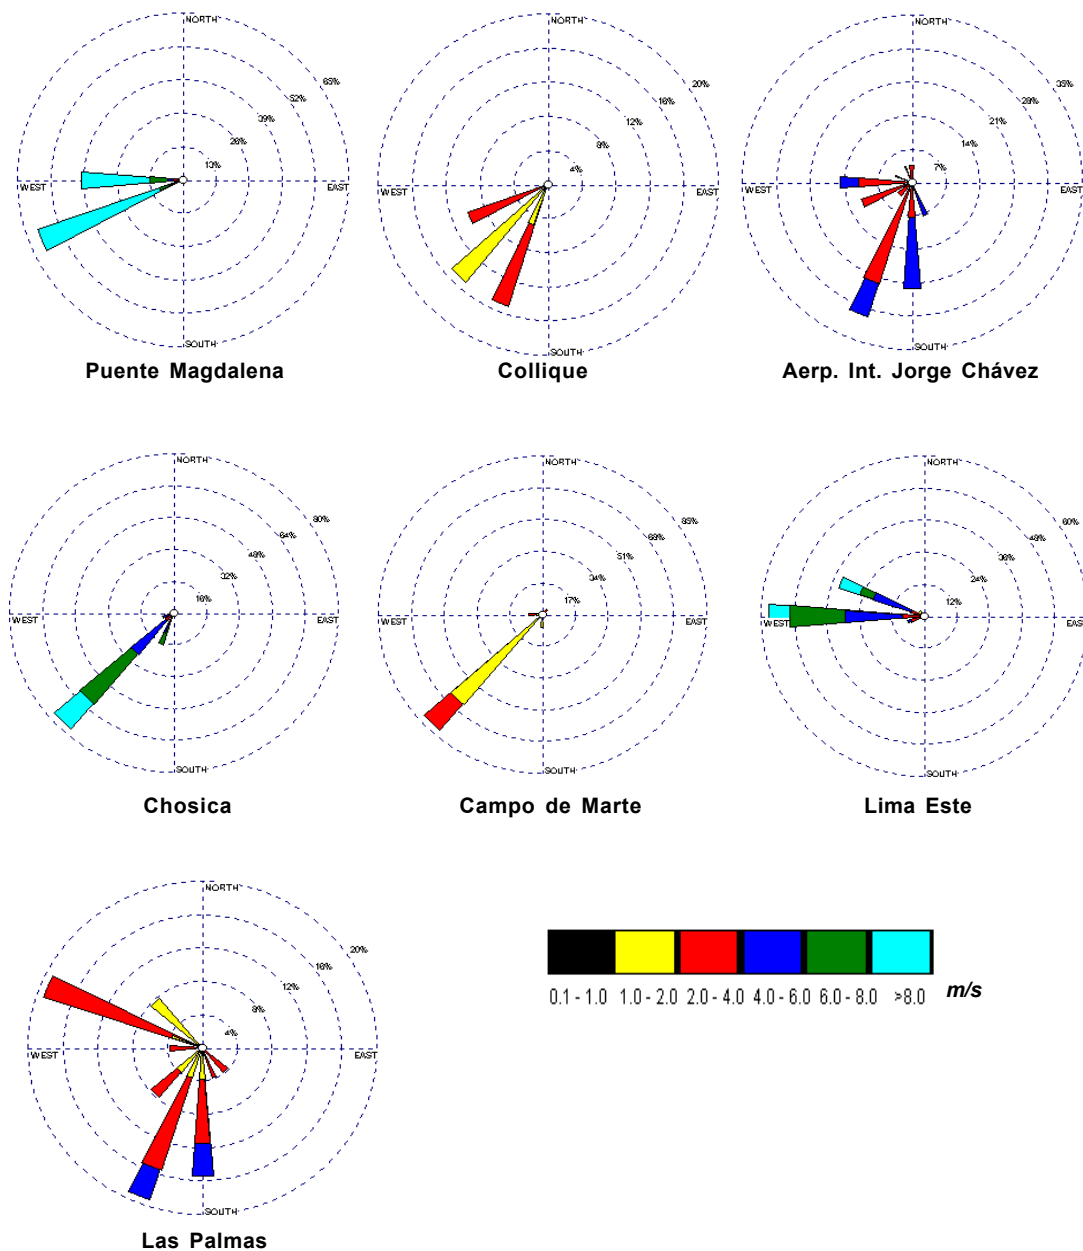 NORTH
65%
52%
39%
26%
13%
WEST
EAST
SOUTH
Puente Magdalena
NORTH
20%
16%
12%
8%
4%
WEST
EAST
SOUTH
Collique
NORTH
35%
28%
21%
14%
7%
WEST
EAST
SOUTH
Aerp. Int. Jorge Chávez
NORTH
80%
64%
48%
32%
16%
WEST
EAST
SOUTH
Chosica
NORTH
85%
68%
51%
34%
17%
WEST
EAST
SOUTH
Campo de Marte
NORTH
60%
48%
36%
24%
12%
WEST
EAS
SOUTH
Lima Este
NORTH
20%
16%
12%
8%
4%
WEST
EAST
SOUTH
Las Palmas
0.1 - 1.0 1.0 - 2.0 2.0 - 4.0 4.0 - 6.0 6.0 - 8.0 >8.0 m/s